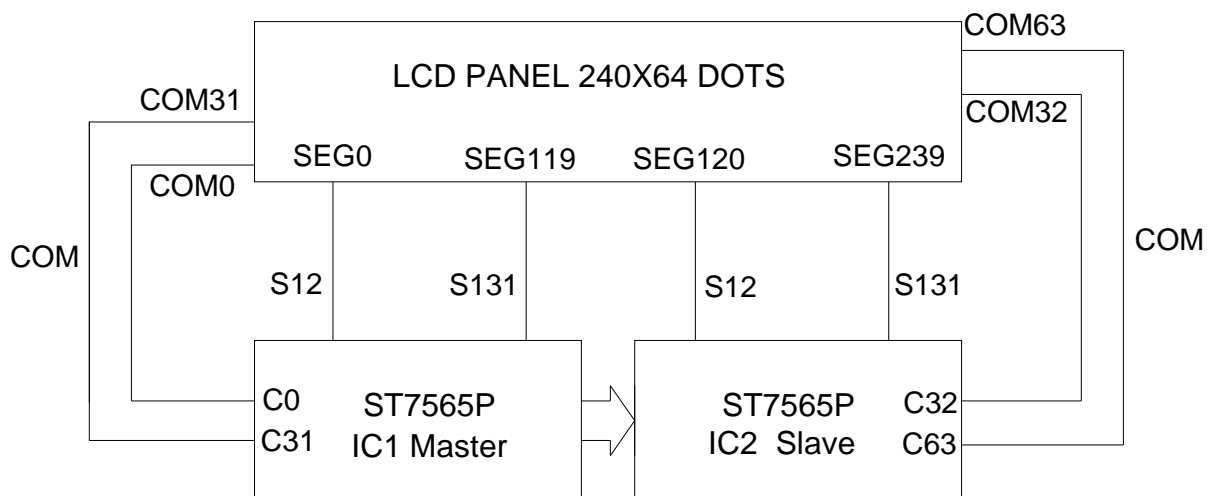 COM63
LCD PANEL 240X64 DOTS
COM31
COM32
SEG0
SEG119
SEG120
SEG239
COM0
COM
COM
S12
S131
S12
S131
C0
ST7565P
C31
IC1 Master
ST7565P
C32
IC2 Slave
C63